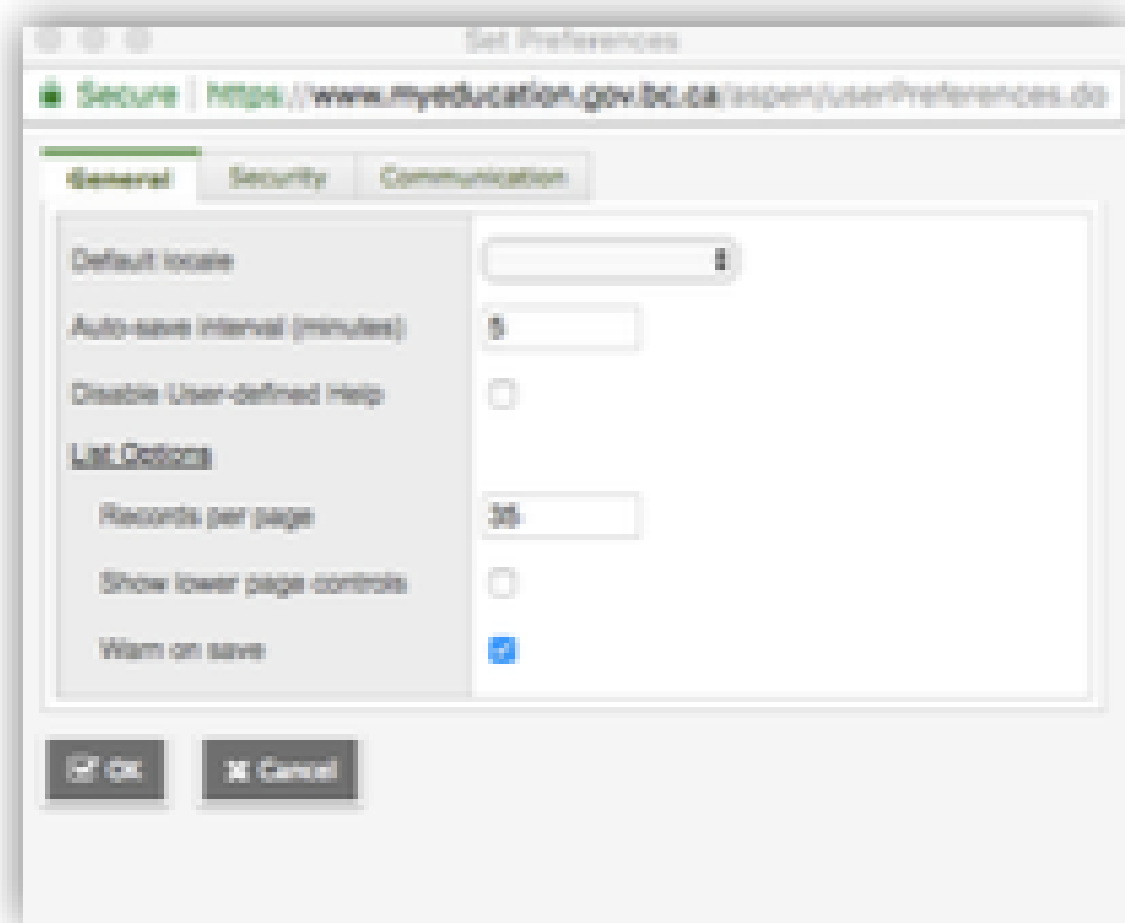 Set Preferences
Secure https://www.myeducation.gov.bc.ca/aspen/userPreferences.do
General Security Communication
Default locale
Auto-save interval (minutes) 5
Disable User-defined Help
List Options
Records per page 35
Show lower page controls
Warn on save
OK Cancel